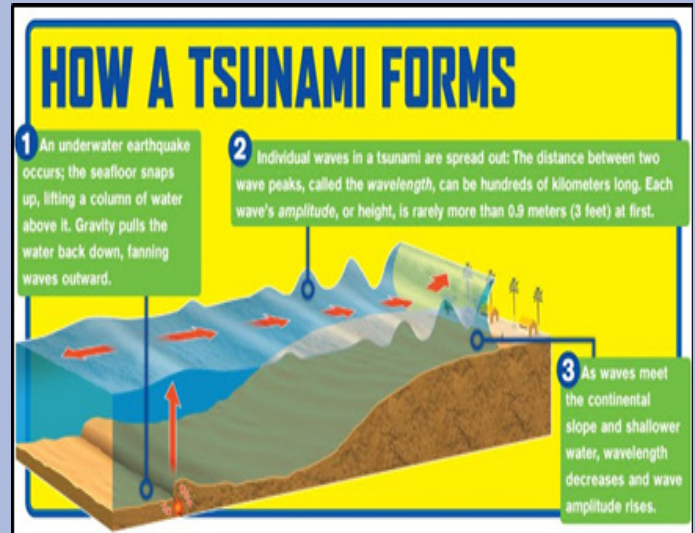 HOW A TSUNAMI FORMS
1 An underwater earthquake
occurs; the seafloor snaps
up, lifting a column of water
above it. Gravity pulls the
water back down, fanning
waves outward.
2 Individual waves in a tsunami are spread out: The distance between two
wave peaks, called the wavelength, can be hundreds of kilometers long. Each
wave's amplitude, or height, is rarely more than 0.9 meters (3 feet) at first.
3 As waves meet
the continental
slope and shallower
water, wavelength
decreases and wave
amplitude rises.